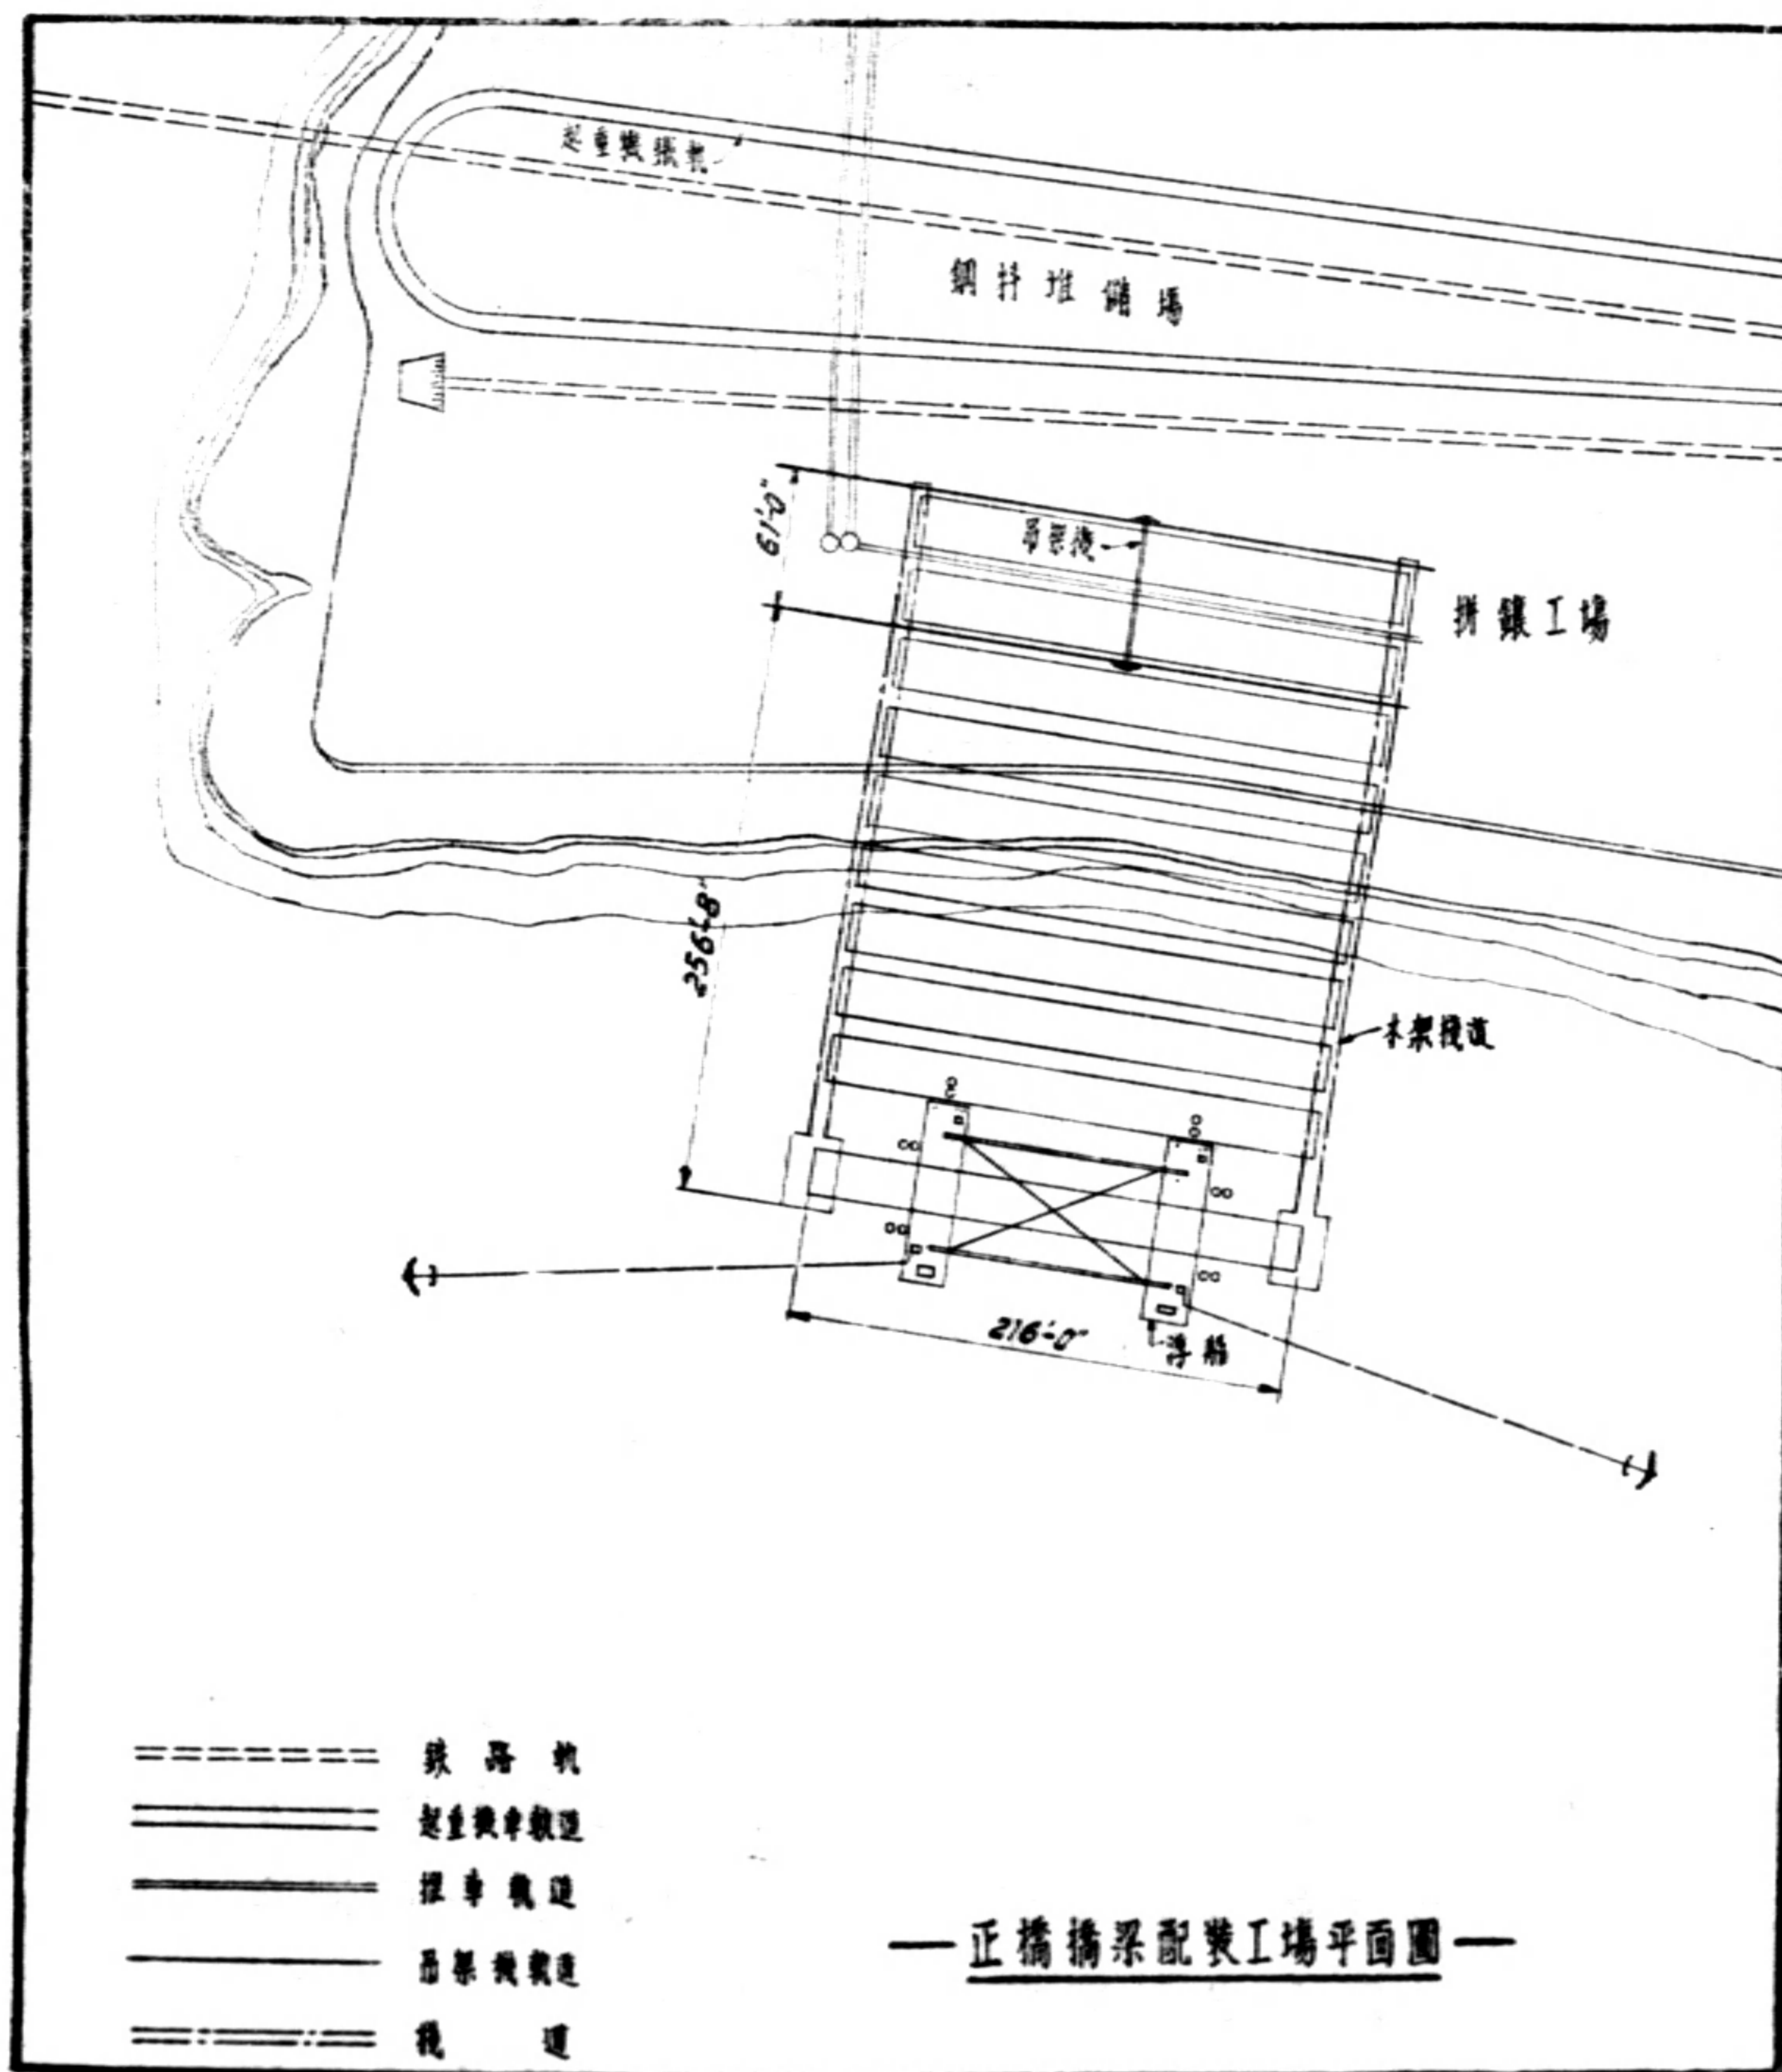 起重機鐵軌
鋼料堆儲場
61'-0"
吊架機
拼鑲工場
256'-8"
木架棧道
216'-0"
浮船
鐵路軌
起重機車軌道
推車軌道
吊架機軌道
棧道
正橋橋梁配裝工場平面圖